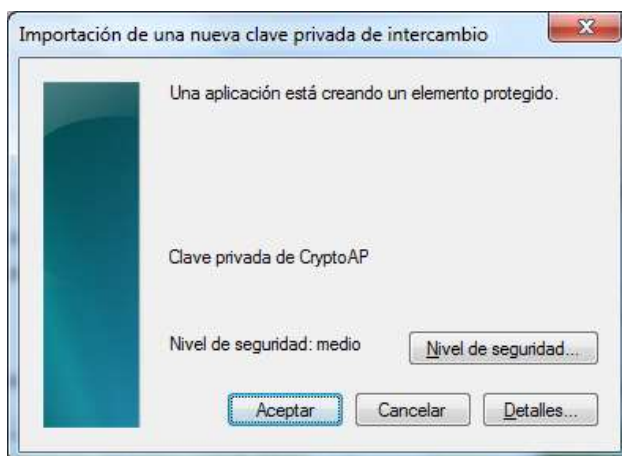 Importación de una nueva clave privada de intercambio
Una aplicación está creando un elemento protegido.
Clave privada de CryptoAP
Nivel de seguridad: medio
Nivel de seguridad...
Aceptar
Cancelar
Detalles...